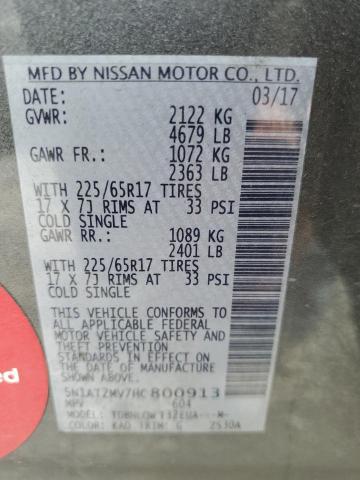 MFD BY NISSAN MOTOR CO., LTD.
DATE: 03/17
GVWR: 2122 KG
4679 LB
GAWR FR.: 1072 KG
2363 LB
WITH 225/65R17 TIRES
17 X 7J RIMS AT 33 PSI
COLD SINGLE
GAWR RR.: 1089 KG
2401 LB
WITH 225/65R17 TIRES
17 X 7J RIMS AT 33 PSI
COLD SINGLE
THIS VEHICLE CONFORMS TO
ALL APPLICABLE FEDERAL
MOTOR VEHICLE SAFETY
AND THEFT PREVENTION
STANDARDS IN EFFECT ON
THE DATE OF MANUFACTURE
SHOWN ABOVE.
5N1AT2MV7HC800913
MPV 604
MODEL:
COLOR: KAD TRIM: G 2530A
ed